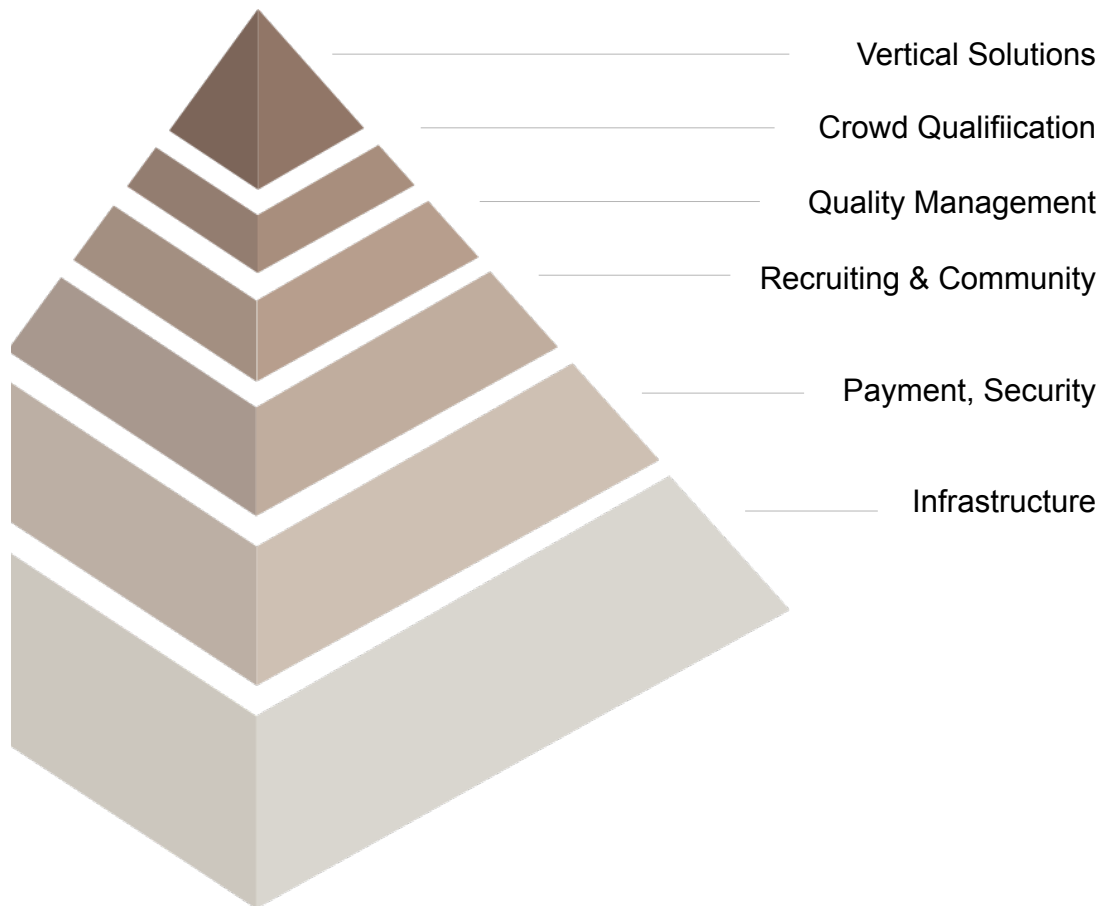 Vertical Solutions
Crowd Qualifiication
Quality Management
Recruiting & Community
Payment, Security
Infrastructure